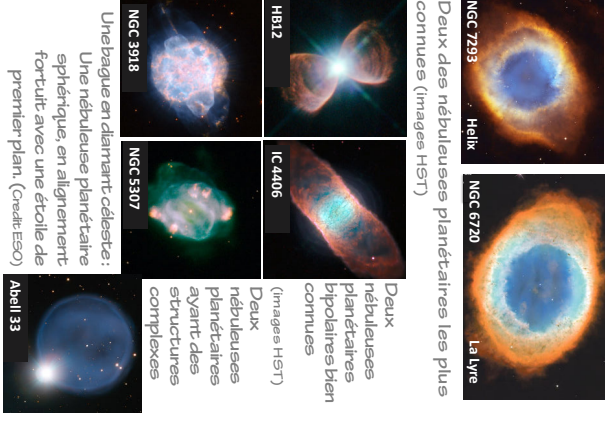 NGC 7293 Helix
NGC 6720 La Lyre
Deux des nébuleuses planétaires les plus
connues (images HST)
HB12
IC 4406
Deux
nébuleuses
planétaires
bipolaires bien
connues
(images HST)
NGC 3918
NGC 5307
Deux
nébuleuses
planétaires
ayant des
structures
complexes
Une bague en diamant céleste :
Une nébuleuse planétaire
sphérique, en alignement
fortuit avec une étoile de
premier plan. (Credit ESO)
Abell 33